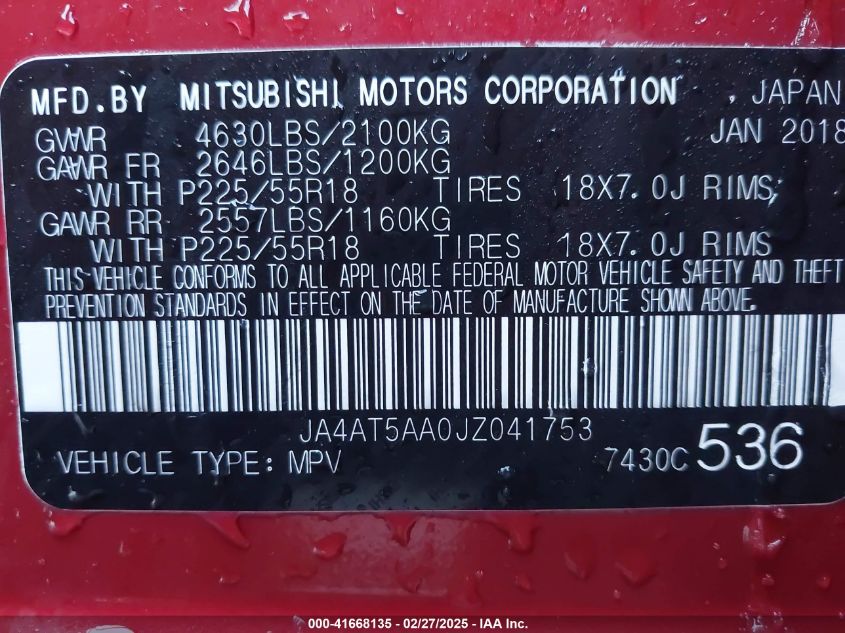 MFD.BY MITSUBISHI MOTORS CORPORATION , JAPAN
GVWR 4630LBS/2100KG JAN 2018
GAWR FR 2646LBS/1200KG
WITH P225/55R18 TIRES 18X7.0J RIMS;
GAWR RR 2557LBS/1160KG
WITH P225/55R18 TIRES 18X7.0J RIMS
THIS VEHICLE CONFORMS TO ALL APPLICABLE FEDERAL MOTOR VEHICLE SAFETY AND THEFT
PREVENTION STANDARDS IN EFFECT ON THE DATE OF MANUFACTURE SHOWN ABOVE.
JA4AT5AA0JZ041753
VEHICLE TYPE: MPV 7430C 536
000-41668135 - 02/27/2025 - IAA Inc.